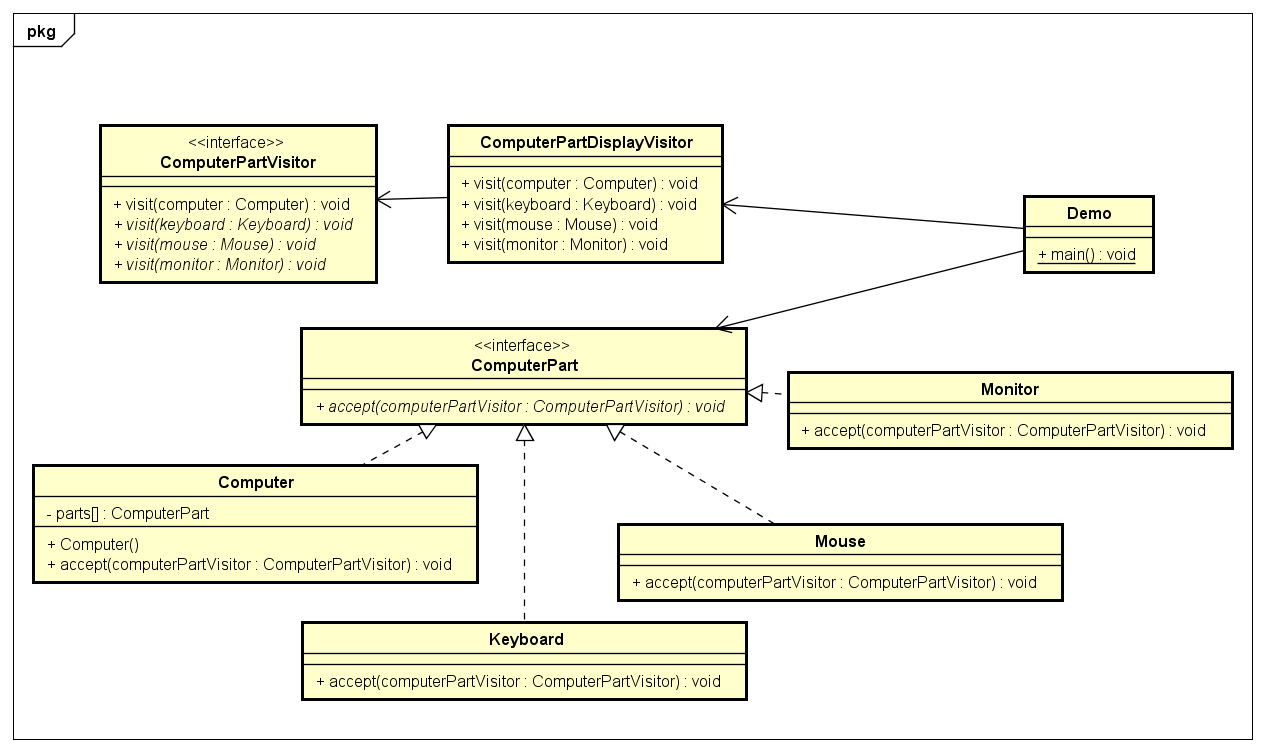 pkg
<<interface>>
ComputerPartVisitor
+ visit(computer : Computer) : void
+ visit(keyboard : Keyboard) : void
+ visit(mouse : Mouse) : void
+ visit(monitor : Monitor) : void
ComputerPartDisplayVisitor
+ visit(computer : Computer) : void
+ visit(keyboard : Keyboard) : void
+ visit(mouse : Mouse) : void
+ visit(monitor : Monitor) : void
Demo
+ main() : void
<<interface>>
ComputerPart
+ accept(computerPartVisitor : ComputerPartVisitor) : void
Monitor
+ accept(computerPartVisitor : ComputerPartVisitor) : void
Computer
- parts[] : ComputerPart
+ Computer()
+ accept(computerPartVisitor : ComputerPartVisitor) : void
Mouse
+ accept(computerPartVisitor : ComputerPartVisitor) : void
Keyboard
+ accept(computerPartVisitor : ComputerPartVisitor) : void